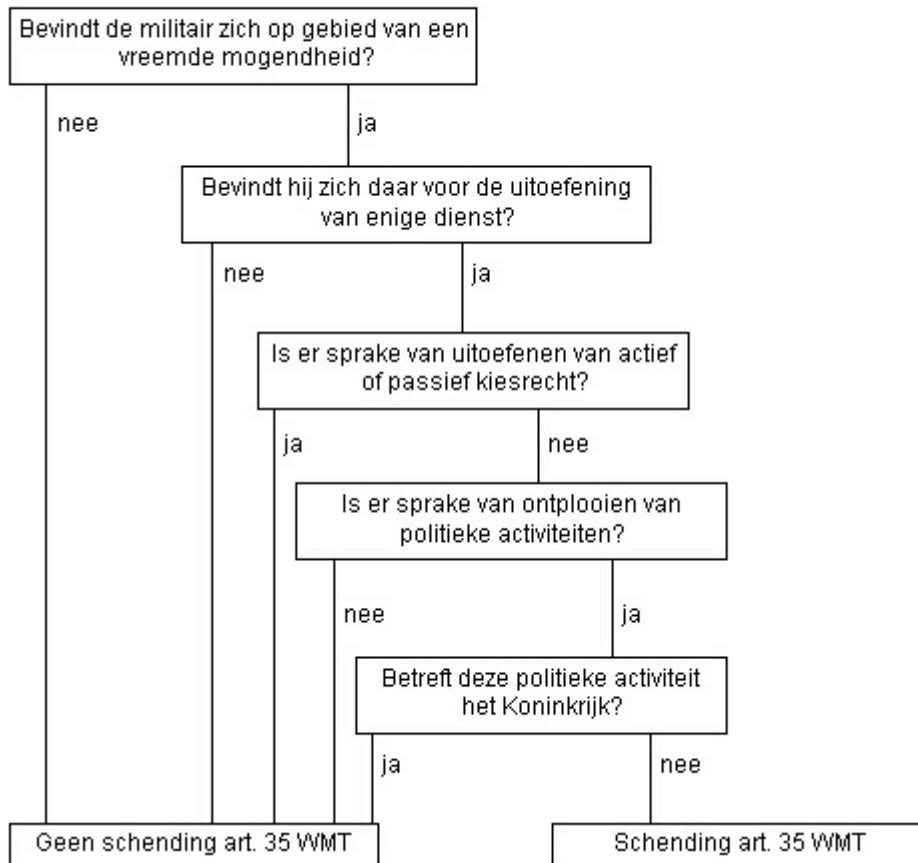 Bevindt de militair zich op gebied van een
vreemde mogendheid?
nee
ja
Bevindt hij zich daar voor de uitoefening
van enige dienst?
nee
ja
Is er sprake van uitoefenen van actief
of passief kiesrecht?
ja
nee
Is er sprake van ontplooien van
politieke activiteiten?
nee
ja
Betreft deze politieke activiteit
het Koninkrijk?
ja
nee
Geen schending art. 35 WMT
Schending art. 35 WMT